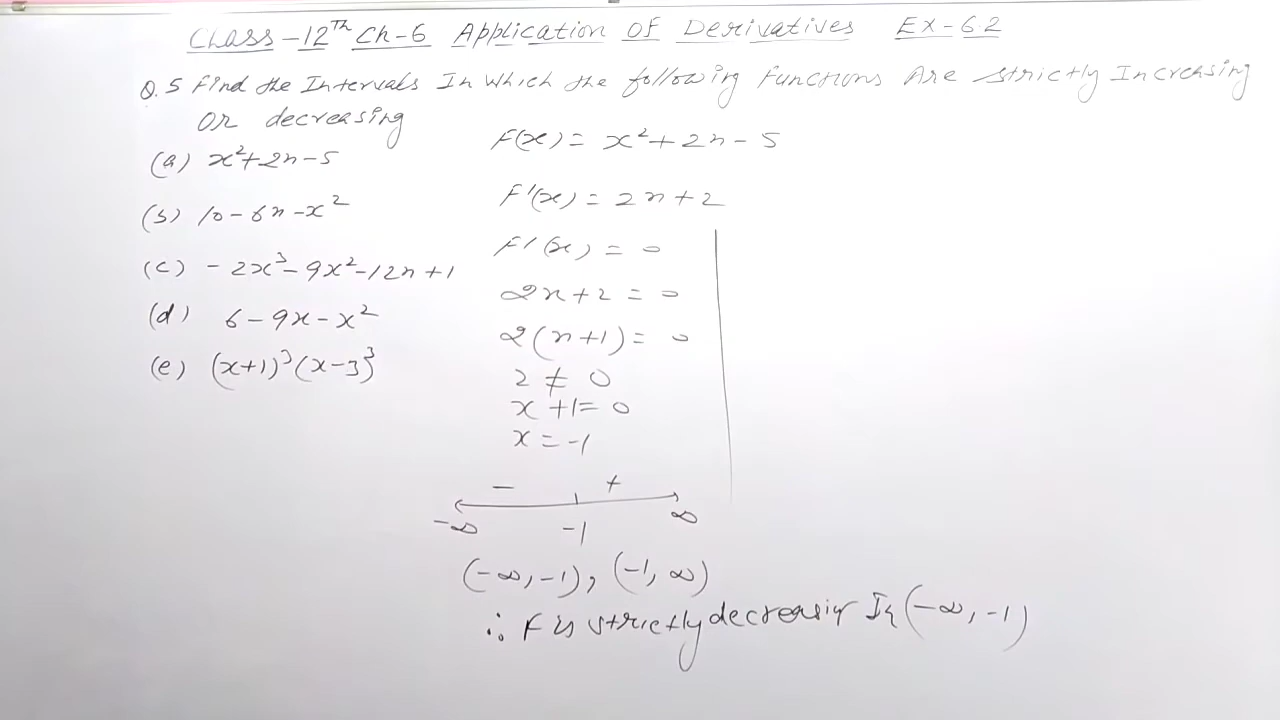 Class-12th Ch-6 Application OF Derivatives Ex-6.2
Q.5 Find the Intervals In Which the following Functions Are Strictly Increasing
Or decreasing
(a) x²+2x-5
(b) 10-6x-x²
(c) -2x³-9x²-12x+1
(d) 6-9x-x²
(e) (x+1)³(x-3)³
F(x) = x²+2x-5
F'(x) = 2x+2
F'(x) = 0
2x+2 = 0
2(x+1) = 0
2 ≠ 0
x+1=0
x=-1
- +
-∞ -1 ∞
(-∞,-1), (-1,∞)
∴ F is strictly decreasing In (-∞,-1)